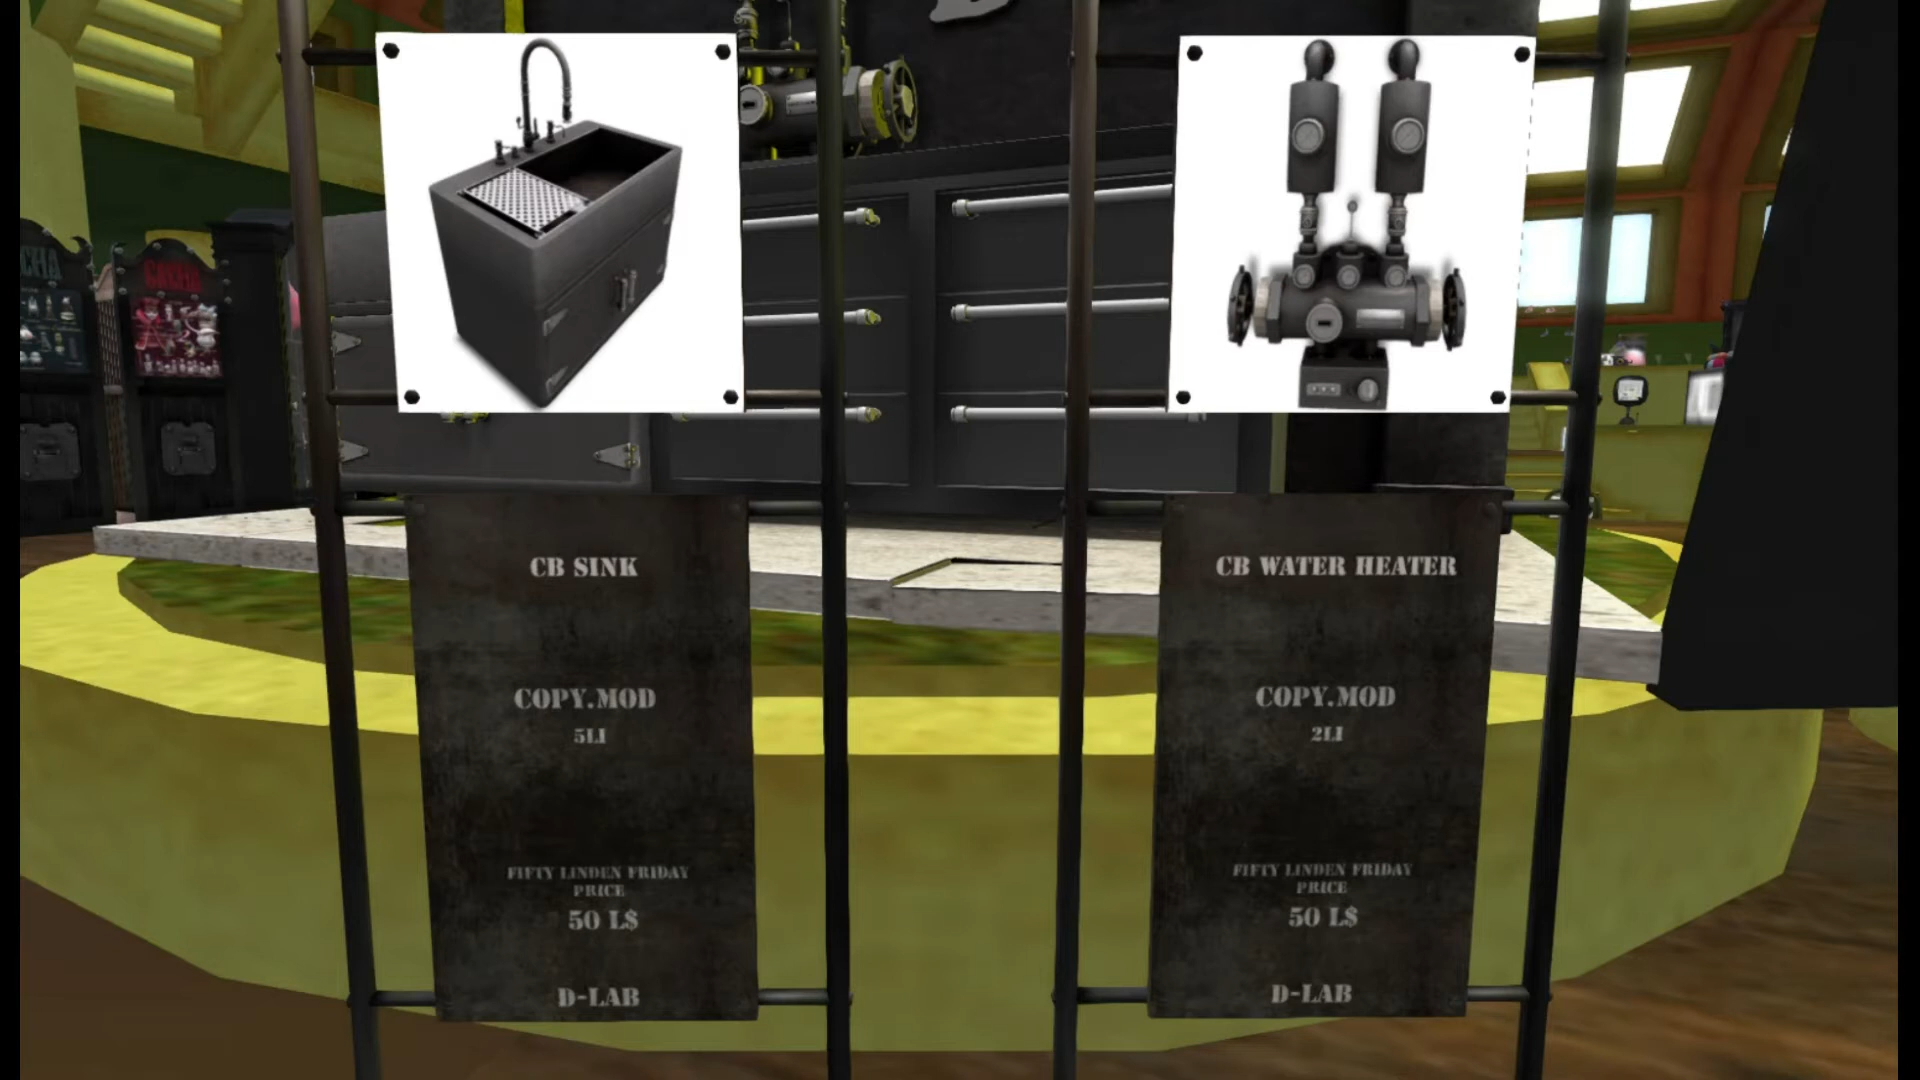 GACHA
CB SINK
COPY.MOD
5LI
FIFTY LINDEN FRIDAY
PRICE
50 L$
D-LAB
CB WATER HEATER
COPY.MOD
2LI
FIFTY LINDEN FRIDAY
PRICE
50 L$
D-LAB